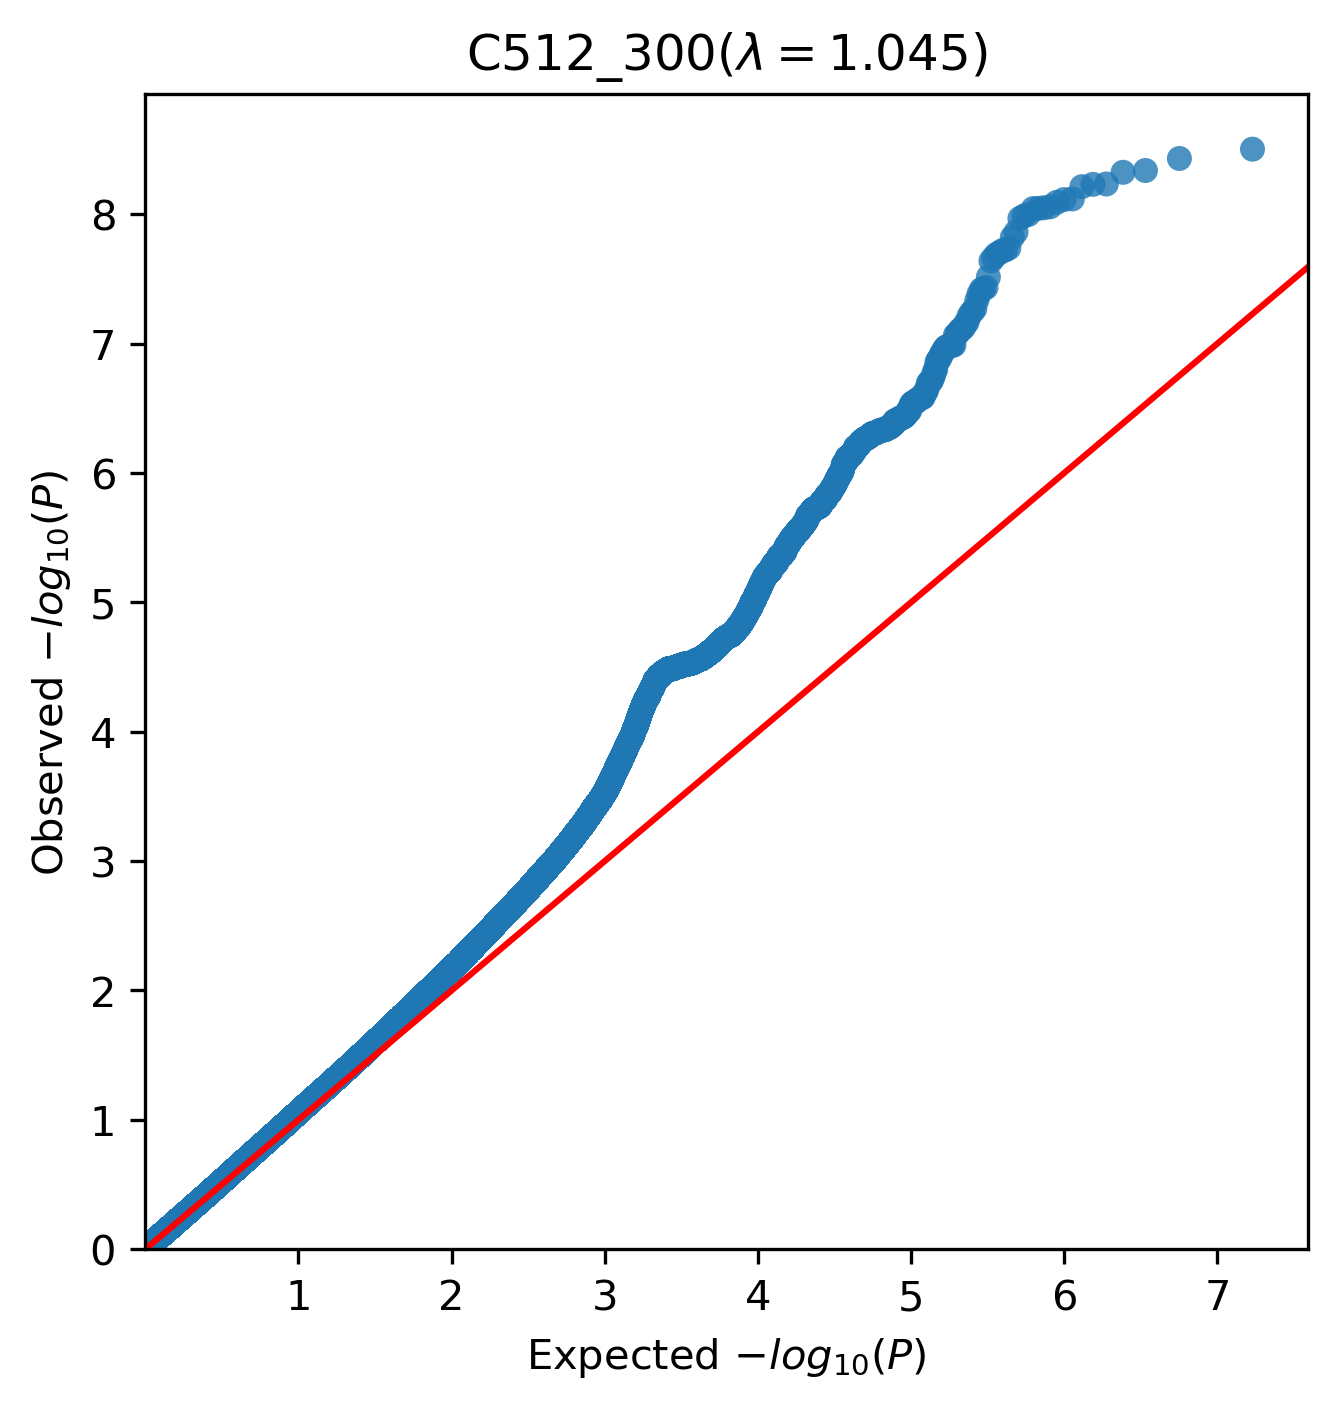 C512_300(λ = 1.045)
Observed −log₁₀(P)
8
7
6
5
4
3
2
1
0
1 2 3 4 5 6 7
Expected −log₁₀(P)